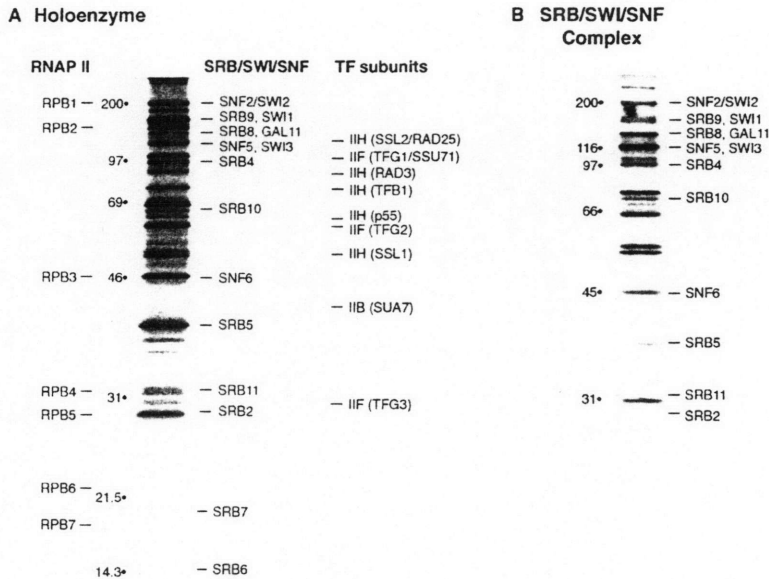 A Holoenzyme
RNAP II
SRB/SWI/SNF
TF subunits
RPB1 –
200•
– SNF2/SWI2
– SRB9, SWI1
RPB2 –
– SRB8, GAL11
– IIH (SSL2/RAD25)
– SNF5, SWI3
97•
– SRB4
– IIF (TFG1/SSU71)
– IIH (RAD3)
– IIH (TFB1)
69•
– SRB10
– IIH (p55)
– IIF (TFG2)
– IIH (SSL1)
RPB3 –
46•
– SNF6
– IIB (SUA7)
– SRB5
RPB4 –
– SRB11
31•
– IIF (TFG3)
RPB5 –
– SRB2
RPB6 –
21.5•
– SRB7
RPB7 –
14.3•
– SRB6
B SRB/SWI/SNF
Complex
200•
– SNF2/SWI2
– SRB9, SWI1
– SRB8, GAL11
116•
– SNF5, SWI3
97•
– SRB4
– SRB10
66•
45•
– SNF6
– SRB5
– SRB11
31•
– SRB2